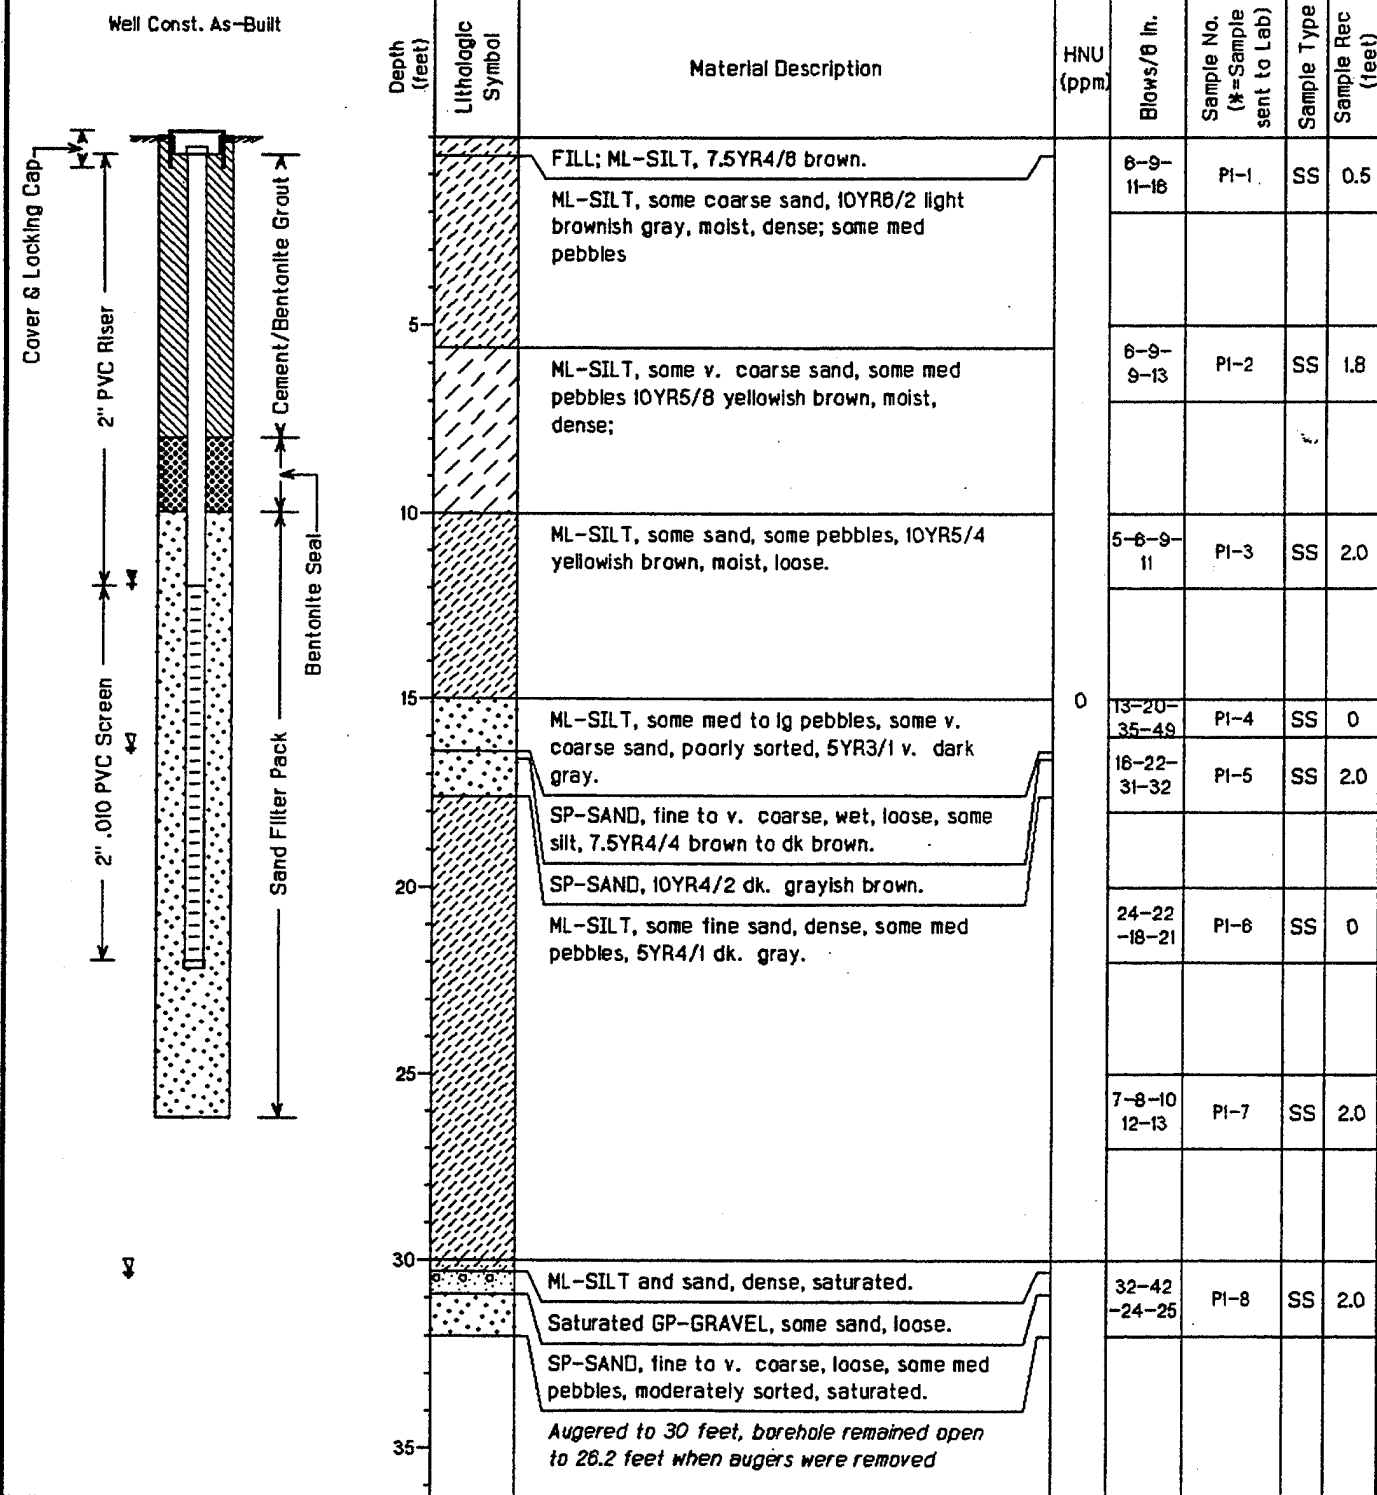 Well Const. As-Built
Depth
(feet)
Lithologic
Symbol
Material Description
HNU
(ppm)
Blows/6 In.
Sample No.
(*=Sample
sent to Lab)
Sample Type
Sample Rec
(feet)
Cover & Locking Cap
2" PVC Riser
Cement/Bentonite Grout
2" .010 PVC Screen
Sand Filter Pack
Bentonite Seal
FILL; ML-SILT, 7.5YR4/6 brown.
6-9-
11-16
P1-1
SS
0.5
ML-SILT, some coarse sand, 10YR6/2 light
brownish gray, moist, dense; some med
pebbles
5
ML-SILT, some v. coarse sand, some med
pebbles 10YR5/8 yellowish brown, moist,
dense;
6-9-
9-13
P1-2
SS
1.8
10
ML-SILT, some sand, some pebbles, 10YR5/4
yellowish brown, moist, loose.
5-6-9-
11
P1-3
SS
2.0
15
0
ML-SILT, some med to lg pebbles, some v.
coarse sand, poorly sorted, 5YR3/1 v. dark
gray.
13-20-
35-49
P1-4
SS
0
16-22-
31-32
P1-5
SS
2.0
SP-SAND, fine to v. coarse, wet, loose, some
silt, 7.5YR4/4 brown to dk brown.
SP-SAND, 10YR4/2 dk. grayish brown.
20
ML-SILT, some fine sand, dense, some med
pebbles, 5YR4/1 dk. gray.
24-22
-18-21
P1-6
SS
0
25
7-8-10
12-13
P1-7
SS
2.0
30
ML-SILT and sand, dense, saturated.
Saturated GP-GRAVEL, some sand, loose.
32-42
-24-25
P1-8
SS
2.0
SP-SAND, fine to v. coarse, loose, some med
pebbles, moderately sorted, saturated.
Augered to 30 feet, borehole remained open
to 26.2 feet when augers were removed
35